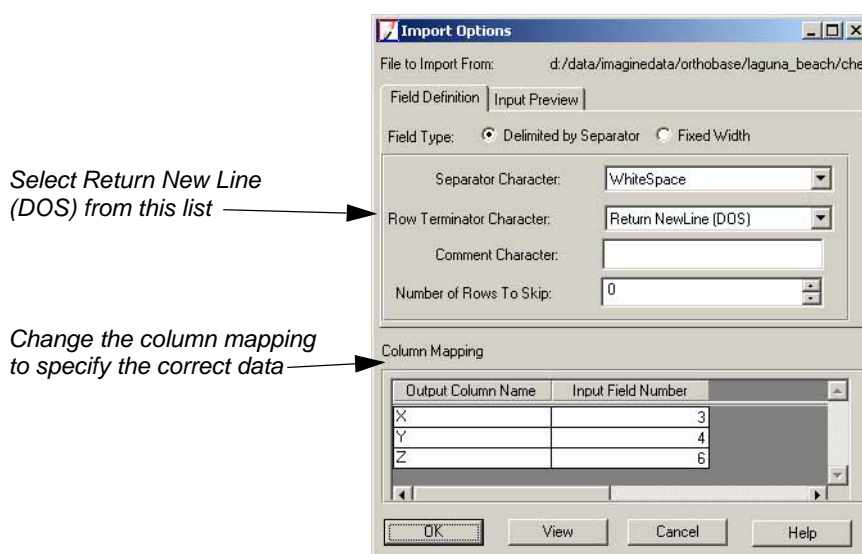 Import Options
File to Import From: d:/data/imaginedata/orthobase/laguna_beach/che
Field Definition Input Preview
Field Type: Delimited by Separator Fixed Width
Select Return New Line
(DOS) from this list
Separator Character: WhiteSpace
Row Terminator Character: Return NewLine (DOS)
Comment Character:
Number of Rows To Skip: 0
Change the column mapping
to specify the correct data
Column Mapping
Output Column Name Input Field Number
X 3
Y 4
Z 6
OK View Cancel Help